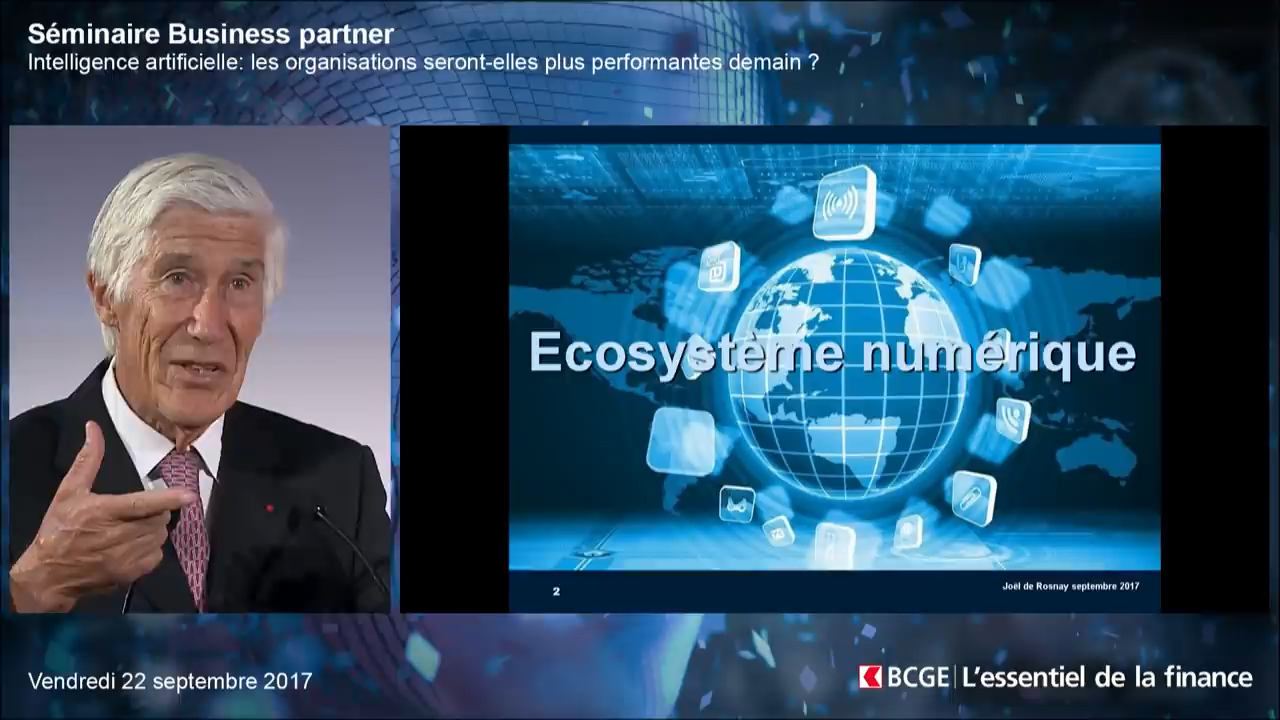 Séminaire Business partner
Intelligence artificielle: les organisations seront-elles plus performantes demain ?
Ecosystème numérique
2
Joël de Rosnay septembre 2017
Vendredi 22 septembre 2017
BCGE L'essentiel de la finance